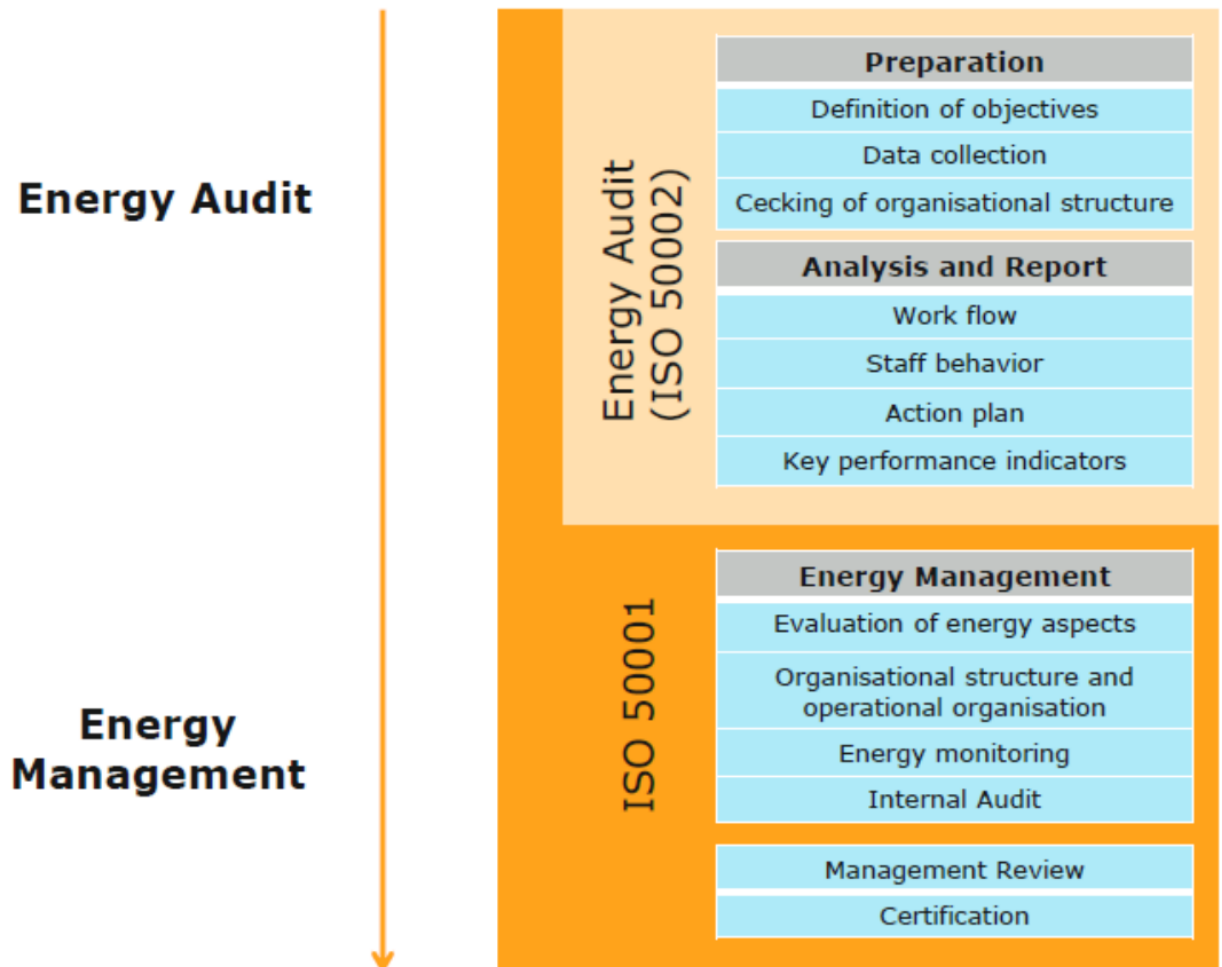 Energy Audit
Energy
Management
Energy Audit
(ISO 50002)
Preparation
Definition of objectives
Data collection
Cecking of organisational structure
Analysis and Report
Work flow
Staff behavior
Action plan
Key performance indicators
ISO 50001
Energy Management
Evaluation of energy aspects
Organisational structure and
operational organisation
Energy monitoring
Internal Audit
Management Review
Certification